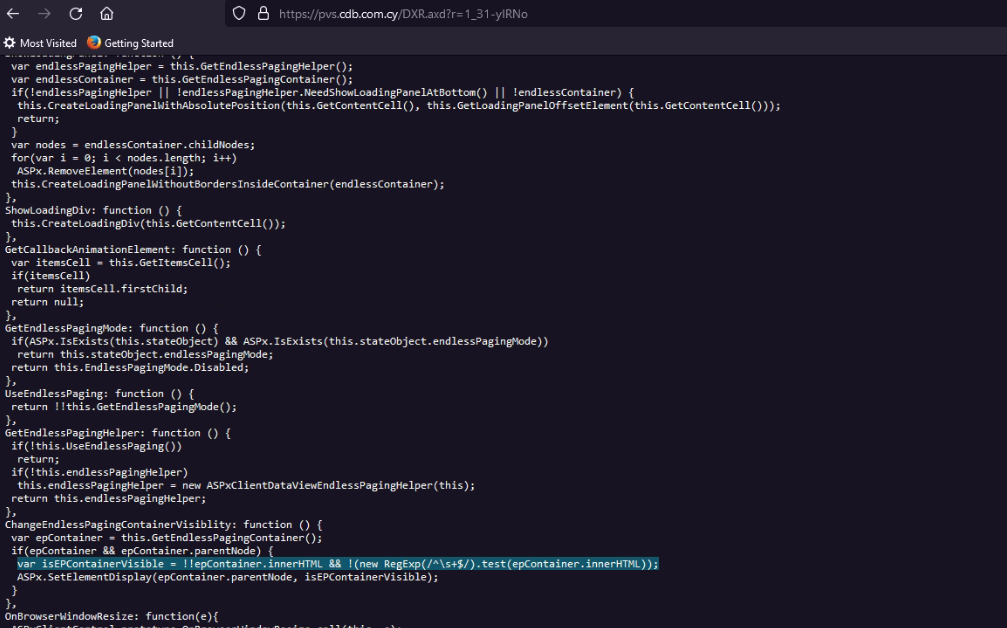 https://pvs.cdb.com.cy/DXR.axd?r=1_31-yIRNo
Most Visited Getting Started
var endlessPagingHelper = this.GetEndlessPagingHelper();
var endlessContainer = this.GetEndlessPagingContainer();
if(!endlessPagingHelper || !endlessPagingHelper.NeedShowLoadingPanelAtBottom() || !endlessContainer) {
this.CreateLoadingPanelWithAbsolutePosition(this.GetContentCell(), this.GetLoadingPanelOffsetElement(this.GetContentCell()));
return;
}
var nodes = endlessContainer.childNodes;
for(var i = 0; i < nodes.length; i++)
ASPx.RemoveElement(nodes[i]);
this.CreateLoadingPanelWithoutBordersInsideContainer(endlessContainer);
},
ShowLoadingDiv: function () {
this.CreateLoadingDiv(this.GetContentCell());
},
GetCallbackAnimationElement: function () {
var itemsCell = this.GetItemsCell();
if(itemsCell)
return itemsCell.firstChild;
return null;
},
GetEndlessPagingMode: function () {
if(ASPx.IsExists(this.stateObject) && ASPx.IsExists(this.stateObject.endlessPagingMode))
return this.stateObject.endlessPagingMode;
return this.EndlessPagingMode.Disabled;
},
UseEndlessPaging: function () {
return !!this.GetEndlessPagingMode();
},
GetEndlessPagingHelper: function () {
if(!this.UseEndlessPaging())
return;
if(!this.endlessPagingHelper)
this.endlessPagingHelper = new ASPxClientDataViewEndlessPagingHelper(this);
return this.endlessPagingHelper;
},
ChangeEndlessPagingContainerVisiblity: function () {
var epContainer = this.GetEndlessPagingContainer();
if(epContainer && epContainer.parentNode) {
var isEPContainerVisible = !!epContainer.innerHTML && !(new RegExp(/^\s+$/).test(epContainer.innerHTML));
ASPx.SetElementDisplay(epContainer.parentNode, isEPContainerVisible);
}
},
OnBrowserWindowResize: function(e){